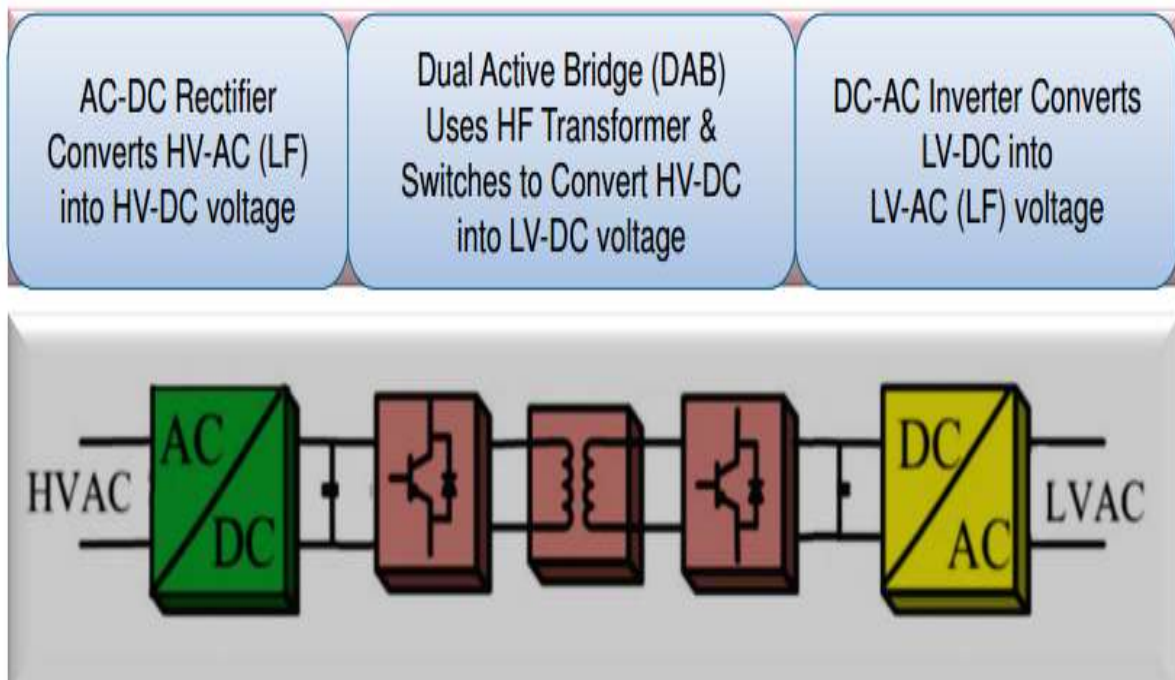 AC-DC Rectifier
Converts HV-AC (LF)
into HV-DC voltage
Dual Active Bridge (DAB)
Uses HF Transformer &
Switches to Convert HV-DC
into LV-DC voltage
DC-AC Inverter Converts
LV-DC into
LV-AC (LF) voltage
HVAC
AC
DC
DC
AC
LVAC